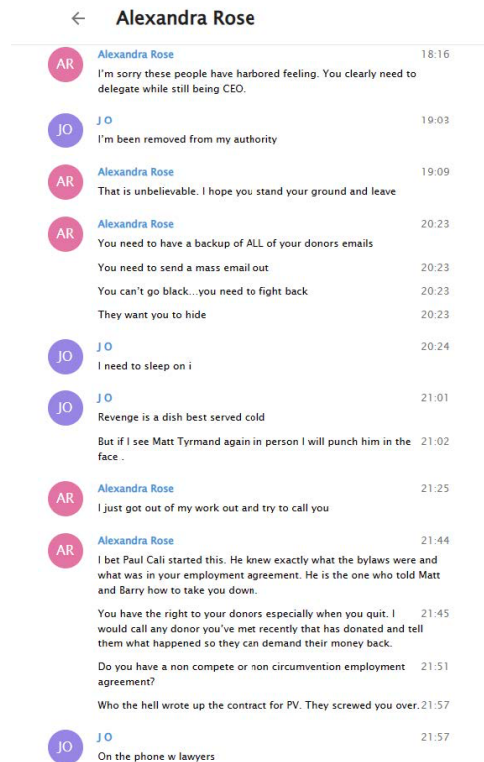 ← Alexandra Rose
AR
Alexandra Rose 18:16
I'm sorry these people have harbored feeling. You clearly need to
delegate while still being CEO.
JO
J O 19:03
I'm been removed from my authority
AR
Alexandra Rose 19:09
That is unbelievable. I hope you stand your ground and leave
AR
Alexandra Rose 20:23
You need to have a backup of ALL of your donors emails
You need to send a mass email out 20:23
You can't go black...you need to fight back 20:23
They want you to hide 20:23
JO
J O 20:24
I need to sleep on i
JO
J O 21:01
Revenge is a dish best served cold
But if I see Matt Tyrmand again in person I will punch him in the 21:02
face .
AR
Alexandra Rose 21:25
I just got out of my work out and try to call you
AR
Alexandra Rose 21:44
I bet Paul Cali started this. He knew exactly what the bylaws were and
what was in your employment agreement. He is the one who told Matt
and Barry how to take you down.
You have the right to your donors especially when you quit. I 21:45
would call any donor you've met recently that has donated and tell
them what happened so they can demand their money back.
Do you have a non compete or non circumvention employment 21:51
agreement?
Who the hell wrote up the contract for PV. They screwed you over. 21:57
JO
J O 21:57
On the phone w lawyers